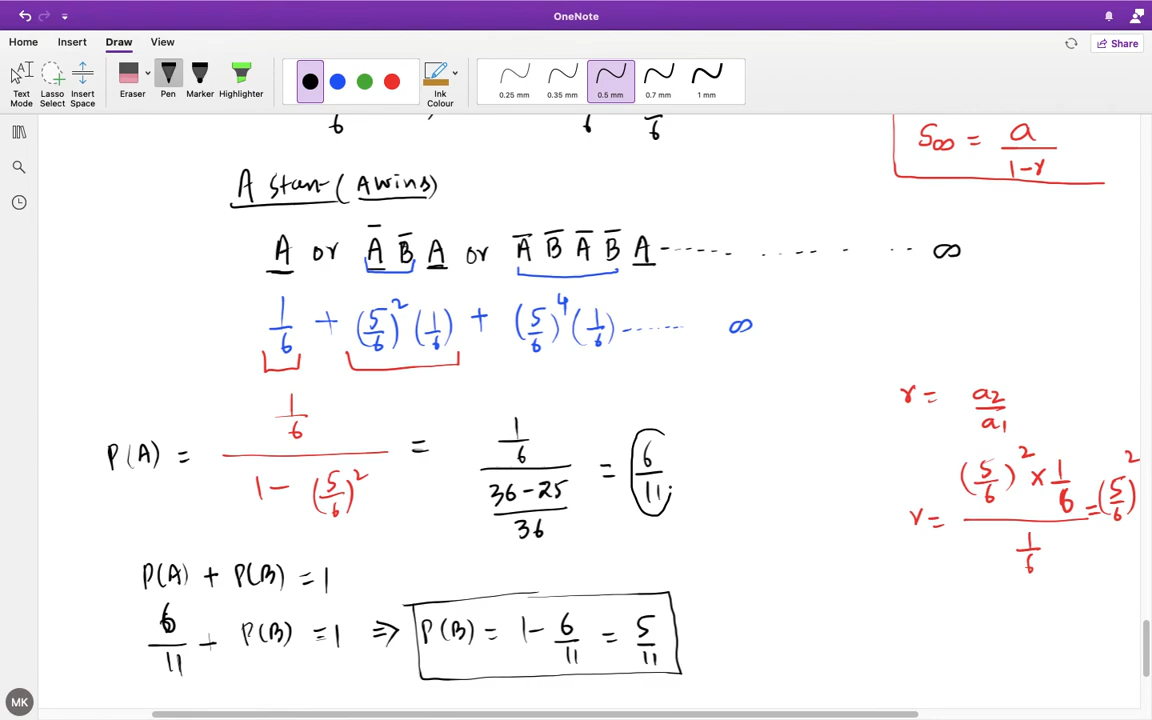 OneNote
Home Insert Draw View
Share
Text Mode
Lasso Select
Insert Space
Eraser
Pen
Marker
Highlighter
Ink Colour
0.25 mm
0.35 mm
0.5 mm
0.7 mm
1 mm
6 , 6 6
S∞ = a/(1-r)
A Start (A wins)
A or A̅ B̅ A or A̅ B̅ A̅ B̅ A ------ ........ ∞
1/6 + (5/6)² (1/6) + (5/6)⁴ (1/6) ...... ∞
r = a₂/a₁
P(A) = (1/6)/(1 - (5/6)²) = (1/6)/((36-25)/36) = 6/11;
r = ((5/6)² × 1/6)/(1/6) = (5/6)²
P(A) + P(B) = 1
6/11 + P(B) = 1 ⇒ P(B) = 1 - 6/11 = 5/11
MK